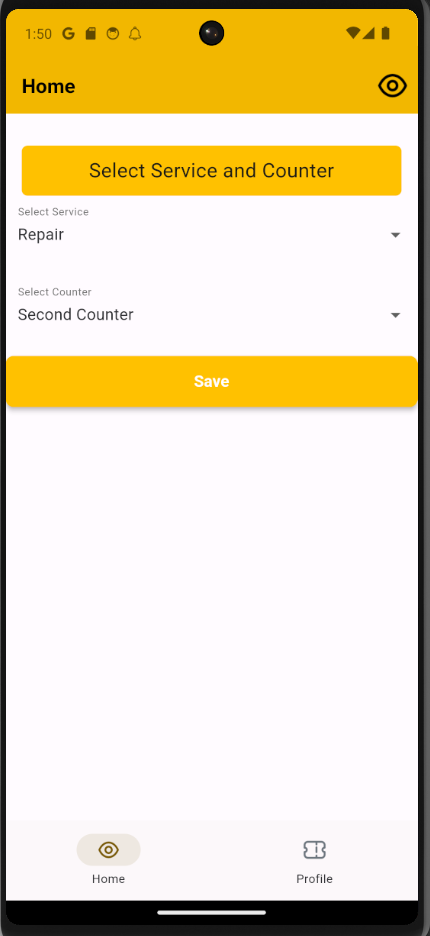 1:50
Home
Select Service and Counter
Select Service
Repair
Select Counter
Second Counter
Save
Home
Profile